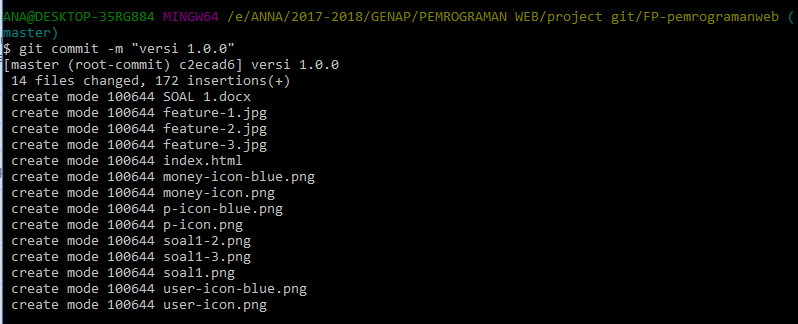 ANA@DESKTOP-35RG884 MINGW64 /e/ANNA/2017-2018/GENAP/PEMROGRAMAN WEB/project git/FP-pemrogramanweb (
master)
$ git commit -m "versi 1.0.0"
[master (root-commit) c2ecad6] versi 1.0.0
 14 files changed, 172 insertions(+)
 create mode 100644 SOAL 1.docx
 create mode 100644 feature-1.jpg
 create mode 100644 feature-2.jpg
 create mode 100644 feature-3.jpg
 create mode 100644 index.html
 create mode 100644 money-icon-blue.png
 create mode 100644 money-icon.png
 create mode 100644 p-icon-blue.png
 create mode 100644 p-icon.png
 create mode 100644 soal1-2.png
 create mode 100644 soal1-3.png
 create mode 100644 soal1.png
 create mode 100644 user-icon-blue.png
 create mode 100644 user-icon.png